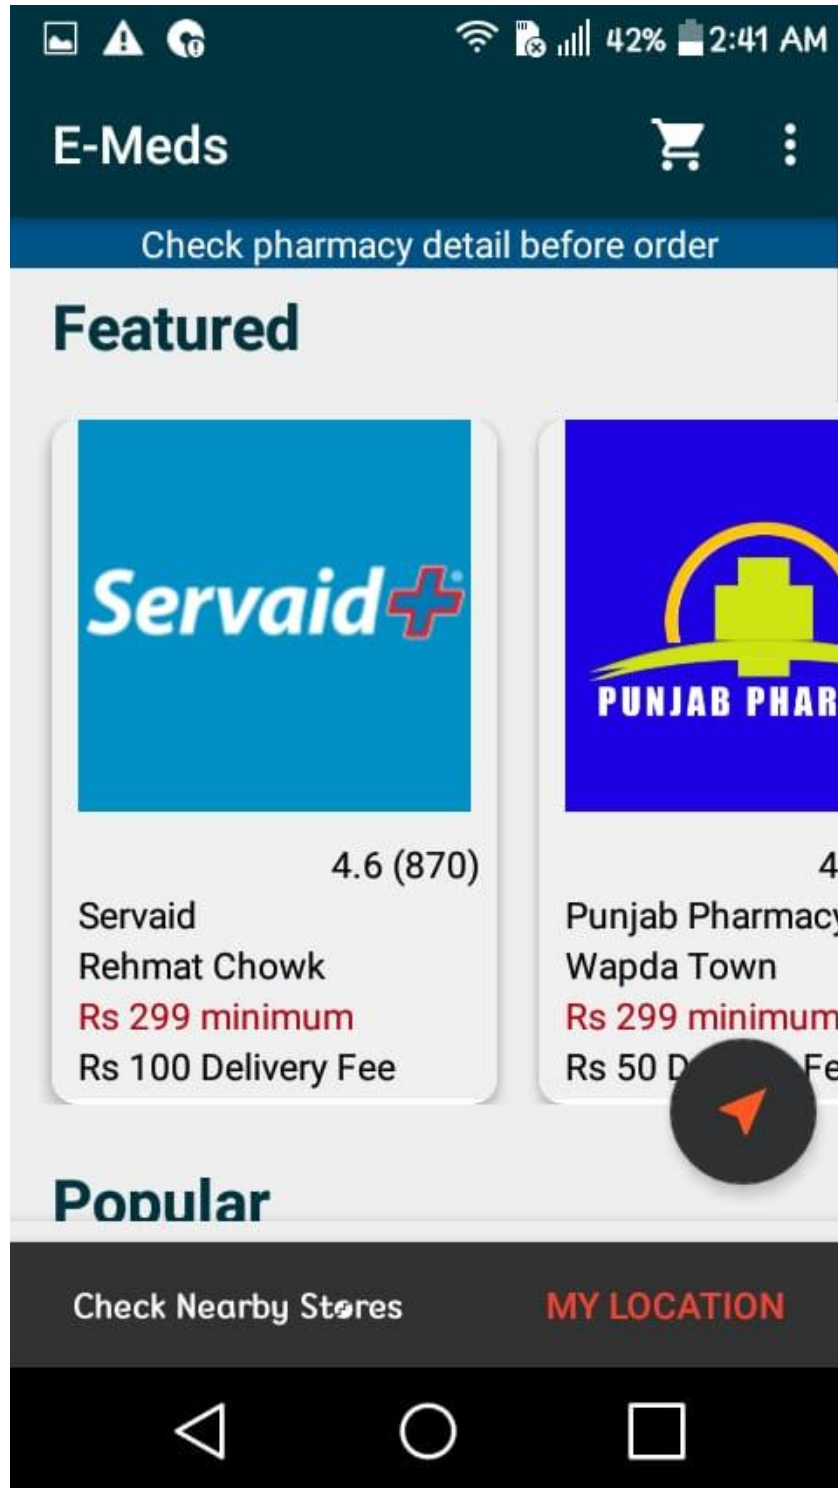 42% 2:41 AM
E-Meds
Check pharmacy detail before order
Featured
Servaid
PUNJAB PHAR
4.6 (870)
Servaid
Rehmat Chowk
Rs 299 minimum
Rs 100 Delivery Fee
4
Punjab Pharmacy
Wapda Town
Rs 299 minimum
Rs 50 D Fe
Popular
Check Nearby Stores
MY LOCATION